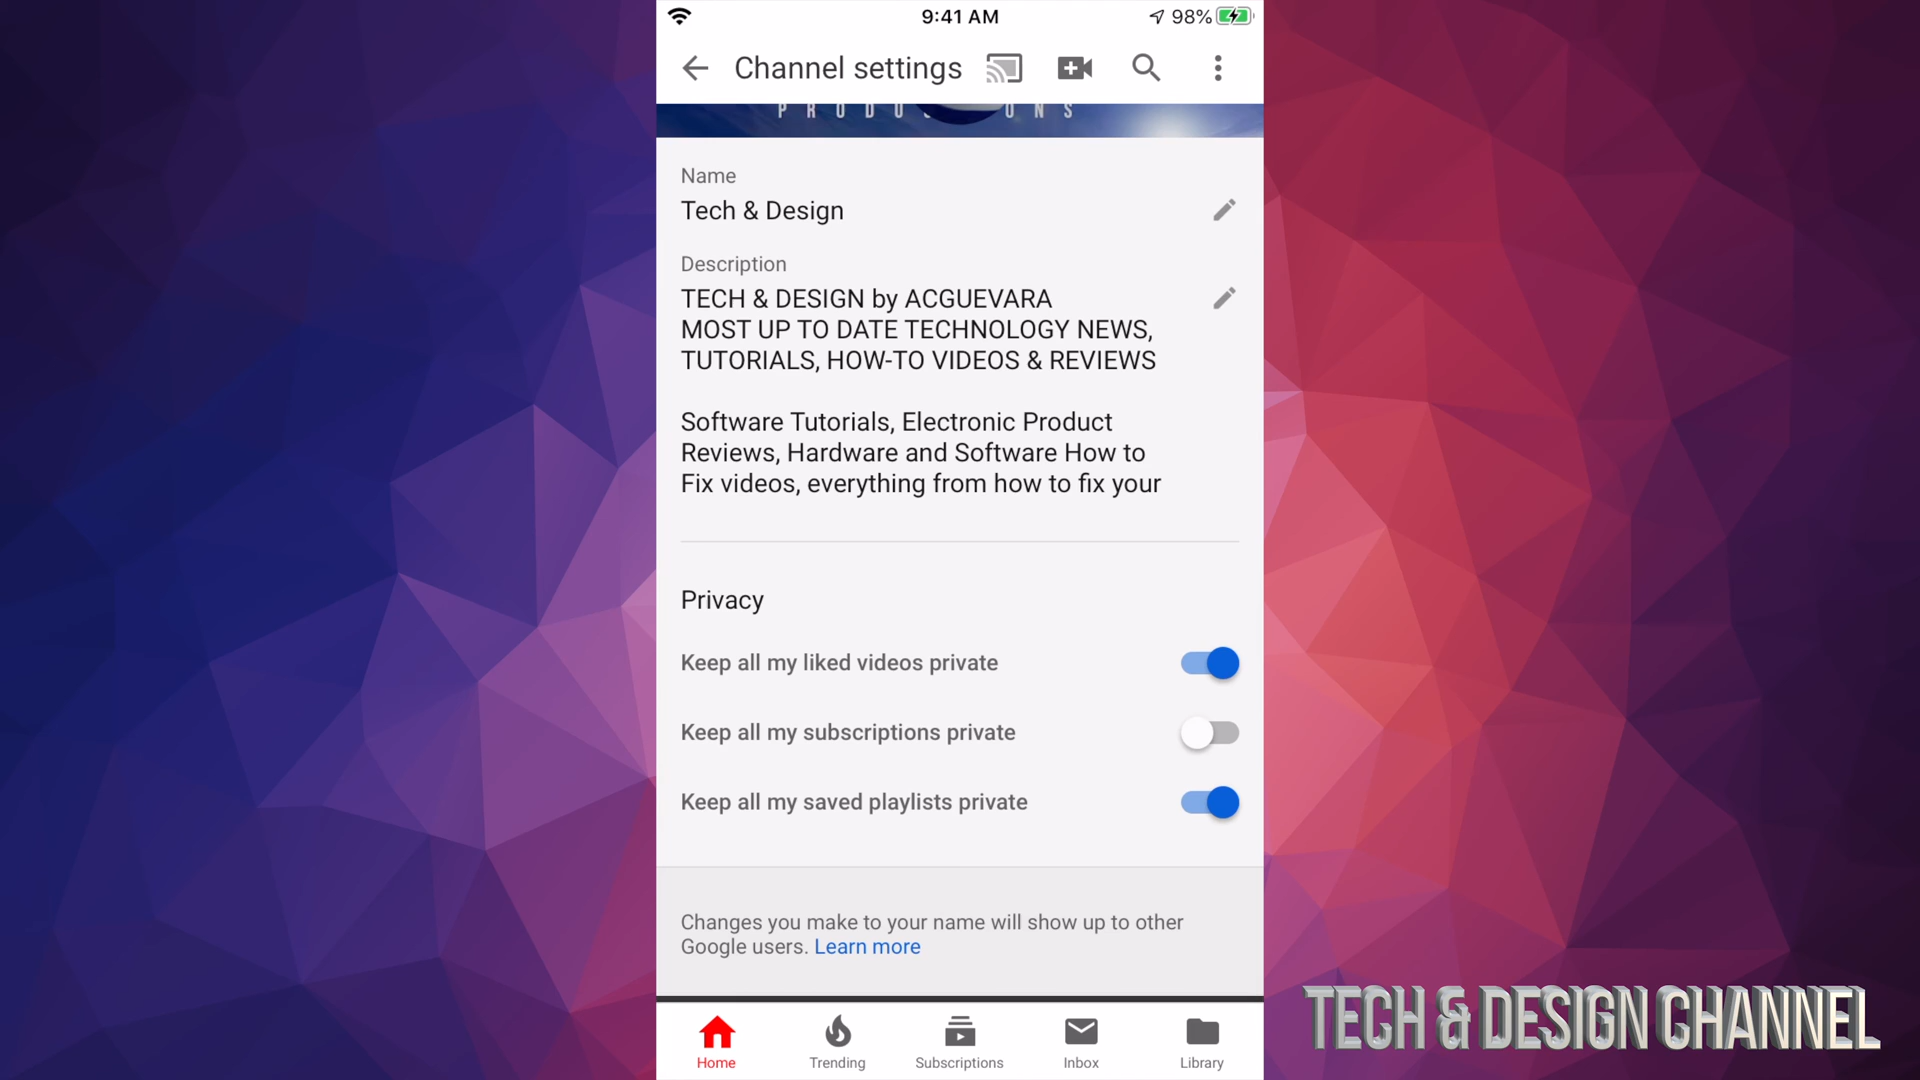 9:41 AM
98%
Channel settings
Name
Tech & Design
Description
TECH & DESIGN by ACGUEVARA
MOST UP TO DATE TECHNOLOGY NEWS,
TUTORIALS, HOW-TO VIDEOS & REVIEWS
Software Tutorials, Electronic Product
Reviews, Hardware and Software How to
Fix videos, everything from how to fix your
Privacy
Keep all my liked videos private
Keep all my subscriptions private
Keep all my saved playlists private
Changes you make to your name will show up to other
Google users. Learn more
Home
Trending
Subscriptions
Inbox
Library
TECH & DESIGN CHANNEL